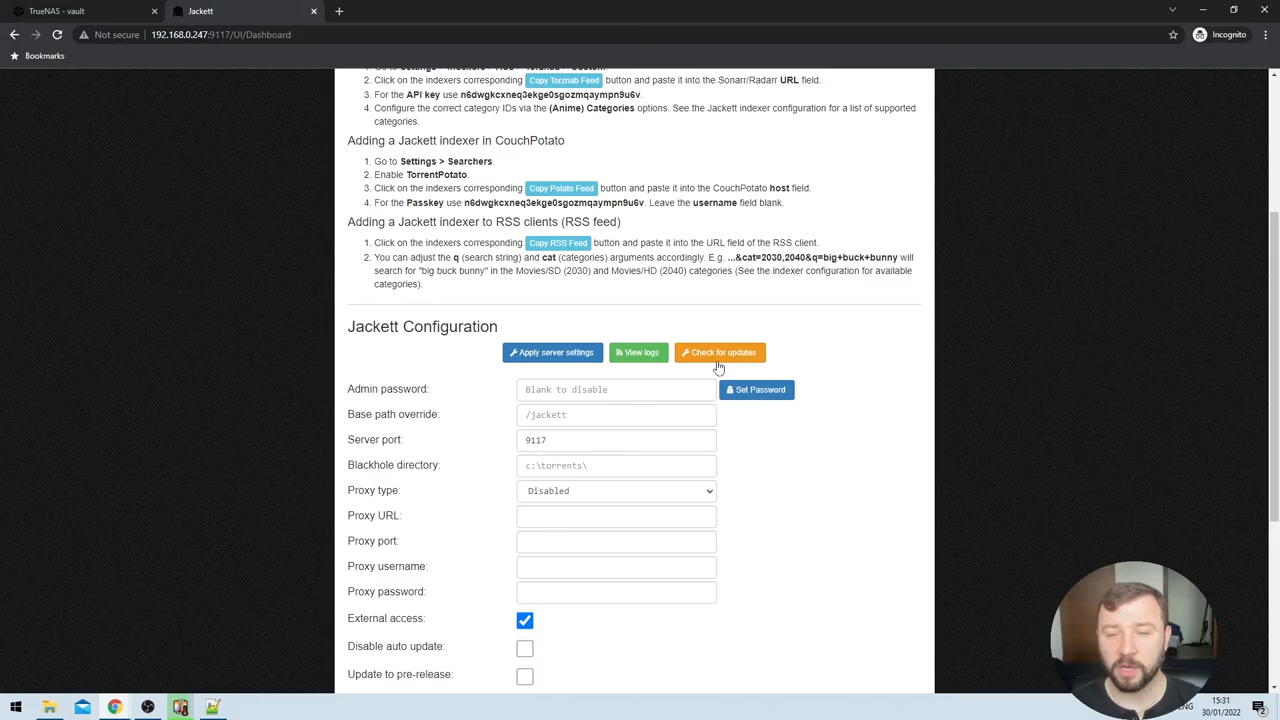 TrueNAS - vault
Jackett
Not secure
192.168.0.247:9117/UI/Dashboard
Incognito
Bookmarks
2. Click on the indexers corresponding Copy Torznab Feed button and paste it into the Sonarr/Radarr URL field.
3. For the API key use n6dwgkcxneq3ekge0sgozmqaympn9u6v.
4. Configure the correct category IDs via the (Anime) Categories options. See the Jackett indexer configuration for a list of supported
categories.
Adding a Jackett indexer in CouchPotato
1. Go to Settings > Searchers.
2. Enable TorrentPotato.
3. Click on the indexers corresponding Copy Potato Feed button and paste it into the CouchPotato host field.
4. For the Passkey use n6dwgkcxneq3ekge0sgozmqaympn9u6v. Leave the username field blank.
Adding a Jackett indexer to RSS clients (RSS feed)
1. Click on the indexers corresponding Copy RSS Feed button and paste it into the URL field of the RSS client.
2. You can adjust the q (search string) and cat (categories) arguments accordingly. E.g. ...&cat=2030,2040&q=big+buck+bunny will
search for "big buck bunny" in the Movies/SD (2030) and Movies/HD (2040) categories (See the indexer configuration for available
categories).
Jackett Configuration
Apply server settings
View logs
Check for updates
Admin password:
Blank to disable
Set Password
Base path override:
/jackett
Server port:
9117
Blackhole directory:
c:\torrents\
Proxy type:
Disabled
Proxy URL:
Proxy port:
Proxy username:
Proxy password:
External access:
Disable auto update:
Update to pre-release:
ENG
15:31
30/01/2022
2